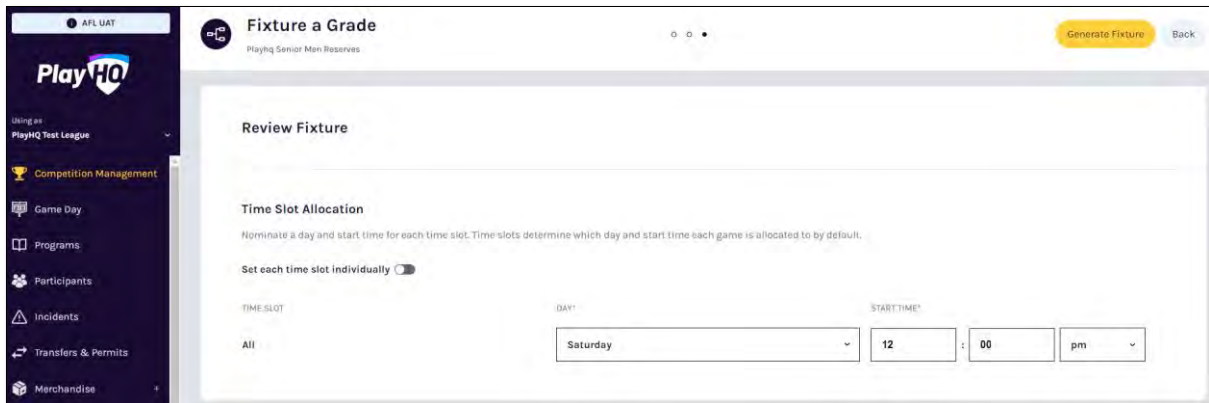 AFL UAT
PlayHQ
Using as
PlayHQ Test League
Competition Management
Game Day
Programs
Participants
Incidents
Transfers & Permits
Merchandise +
Fixture a Grade
Playhq Senior Men Reserves
Generate Fixture Back
Review Fixture
Time Slot Allocation
Nominate a day and start time for each time slot. Time slots determine which day and start time each game is allocated to by default.
Set each time slot individually
TIME SLOT DAY* START TIME*
All Saturday 12 : 00 pm